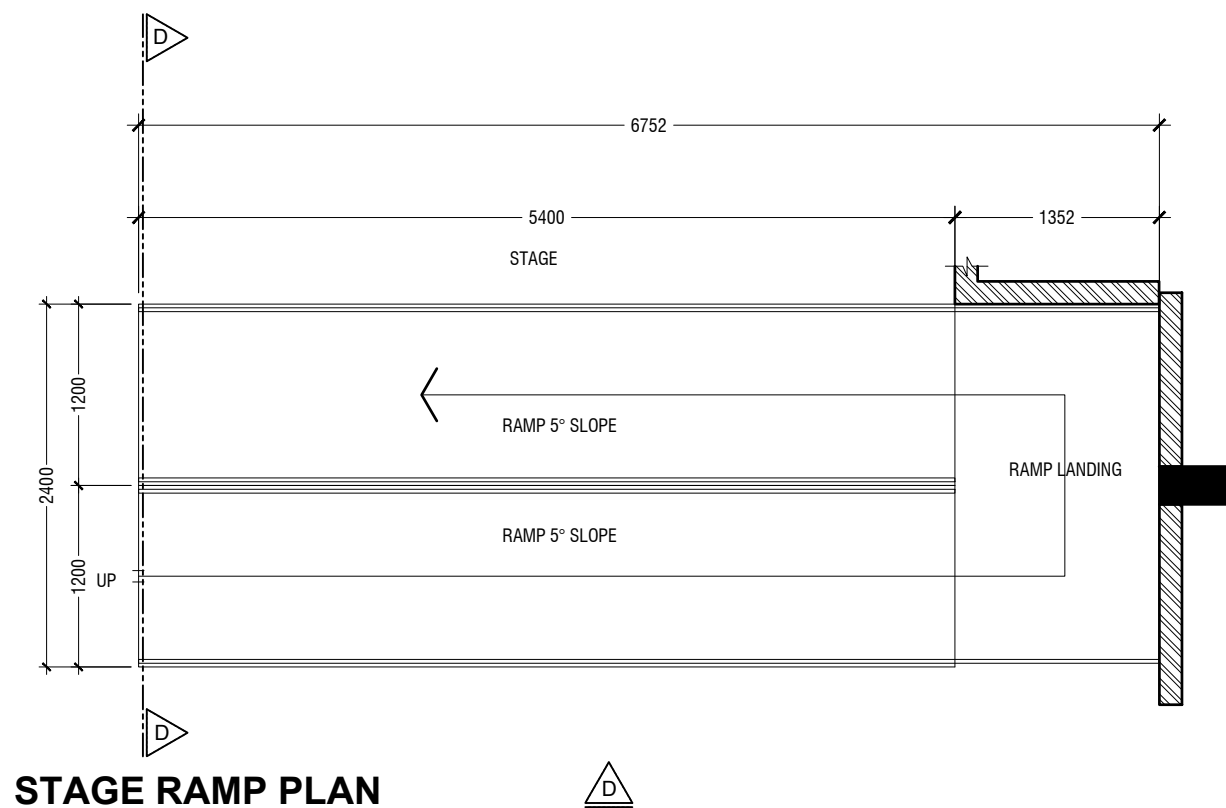 D
6752
5400
1352
STAGE
1200
RAMP 5° SLOPE
2400
RAMP LANDING
RAMP 5° SLOPE
1200
UP
D
STAGE RAMP PLAN
D